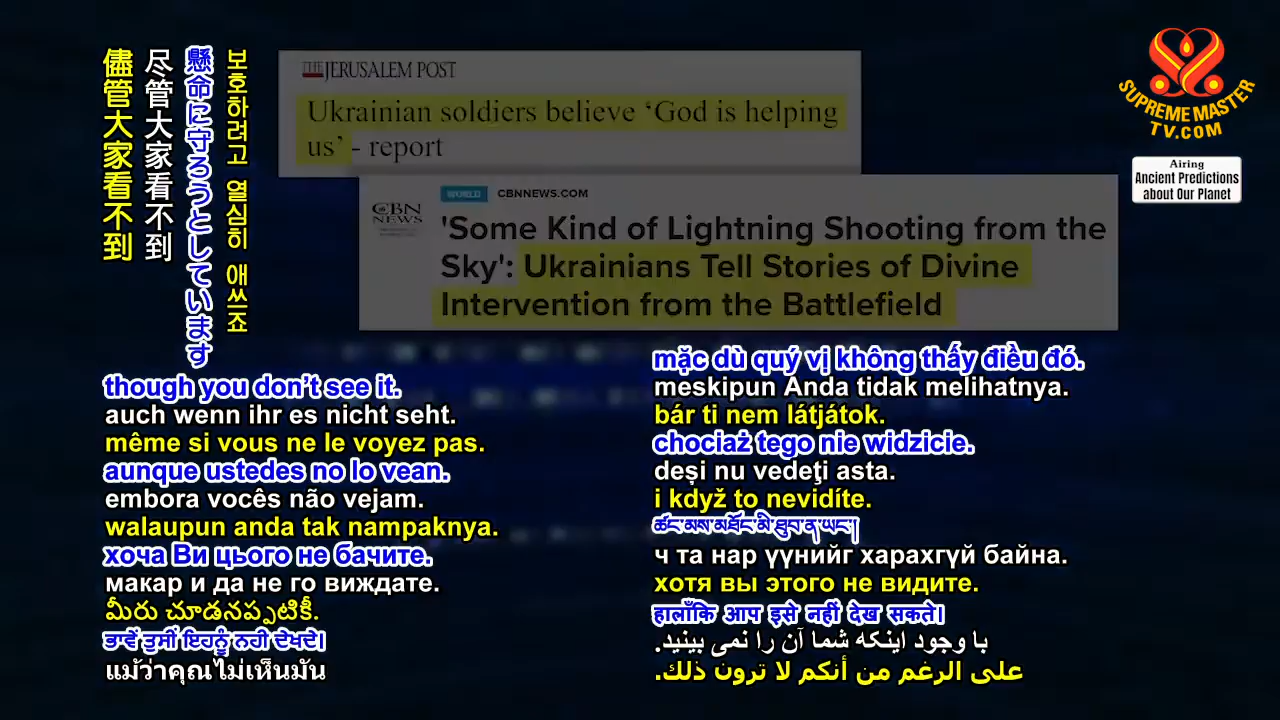 儘管大家看不到
尽管大家看不到
懸命に守ろうとしています
보호하려고 열심히 애쓰죠
THE JERUSALEM POST
Ukrainian soldiers believe ‘God is helping
us’ - report
WORLD CBNNEWS.COM
CBN
NEWS
'Some Kind of Lightning Shooting from the
Sky': Ukrainians Tell Stories of Divine
Intervention from the Battlefield
SUPREME MASTER
TV.COM
Airing
Ancient Predictions
about Our Planet
though you don’t see it.
auch wenn ihr es nicht seht.
même si vous ne le voyez pas.
aunque ustedes no lo vean.
embora vocês não vejam.
walaupun anda tak nampaknya.
хоча Ви цього не бачите.
макар и да не го виждате.
మీరు చూడనప్పటికీ.
ਭਾਵੇਂ ਤੁਸੀਂ ਇਹਨੂੰ ਨਹੀ ਦੇਖਦੇ।
แม้ว่าคุณไม่เห็นมัน
mặc dù quý vị không thấy điều đó.
meskipun Anda tidak melihatnya.
bár ti nem látjátok.
chociaż tego nie widzicie.
deși nu vedeţi asta.
i když to nevidíte.
ཚང་མས་མཐོང་མི་ཐུབ་ན་ཡང་།
ч та нар үүнийг харахгүй байна.
хотя вы этого не видите.
हालाँकि आप इसे नहीं देख सकते।
با وجود اینکه شما آن را نمی بینید.
على الرغم من أنكم لا ترون ذلك.